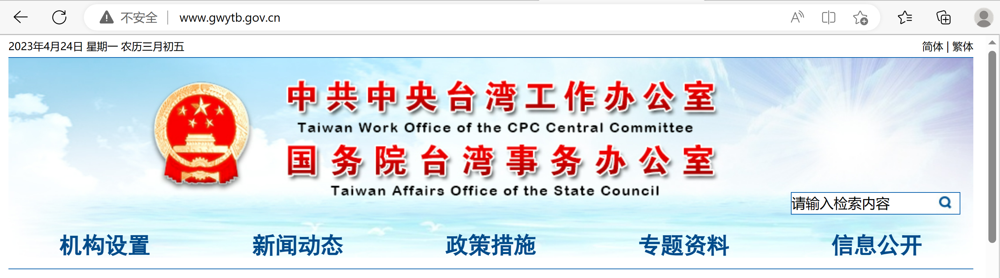 不安全 www.gwytb.gov.cn
2023年4月24日 星期一 农历三月初五 简体 | 繁体
中共中央台湾工作办公室
Taiwan Work Office of the CPC Central Committee
国务院台湾事务办公室
Taiwan Affairs Office of the State Council
请输入检索内容
机构设置 新闻动态 政策措施 专题资料 信息公开